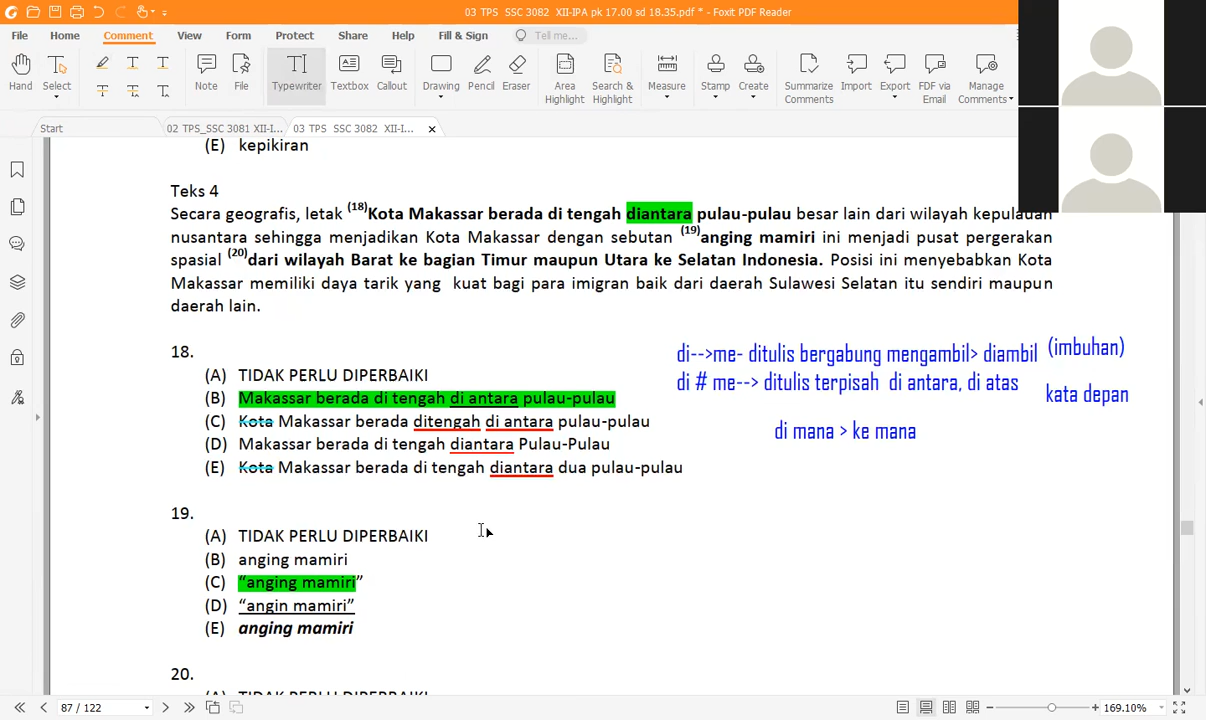 03 TPS SSC 3082 XII-IPA pk 17.00 sd 18.35.pdf * - Foxit PDF Reader
File Home Comment View Form Protect Share Help Fill & Sign Tell me...
Hand Select Note File Typewriter Textbox Callout Drawing Pencil Eraser Area Highlight Search & Highlight Measure Stamp Create Summarize Comments Import Export PDF via Email Manage Comments
Start 02 TPS_SSC 3081 XII-I... 03 TPS SSC 3082 XII-I...
(E) kepikiran
Teks 4
Secara geografis, letak (18)Kota Makassar berada di tengah diantara pulau-pulau besar lain dari wilayah kepulauan
nusantara sehingga menjadikan Kota Makassar dengan sebutan (19)anging mamiri ini menjadi pusat pergerakan
spasial (20)dari wilayah Barat ke bagian Timur maupun Utara ke Selatan Indonesia. Posisi ini menyebabkan Kota
Makassar memiliki daya tarik yang kuat bagi para imigran baik dari daerah Sulawesi Selatan itu sendiri maupun
daerah lain.
18.
(A) TIDAK PERLU DIPERBAIKI
(B) Makassar berada di tengah di antara pulau-pulau
(C) Kota Makassar berada ditengah di antara pulau-pulau
(D) Makassar berada di tengah diantara Pulau-Pulau
(E) Kota Makassar berada di tengah diantara dua pulau-pulau
di-->me- ditulis bergabung mengambil> diambil (imbuhan)
di # me--> ditulis terpisah di antara, di atas
kata depan
di mana > ke mana
19.
(A) TIDAK PERLU DIPERBAIKI
(B) anging mamiri
(C) “anging mamiri”
(D) “angin mamiri”
(E) anging mamiri
20.
(A) TIDAK PERLU DIPERBAIKI
87 / 122
169.10%